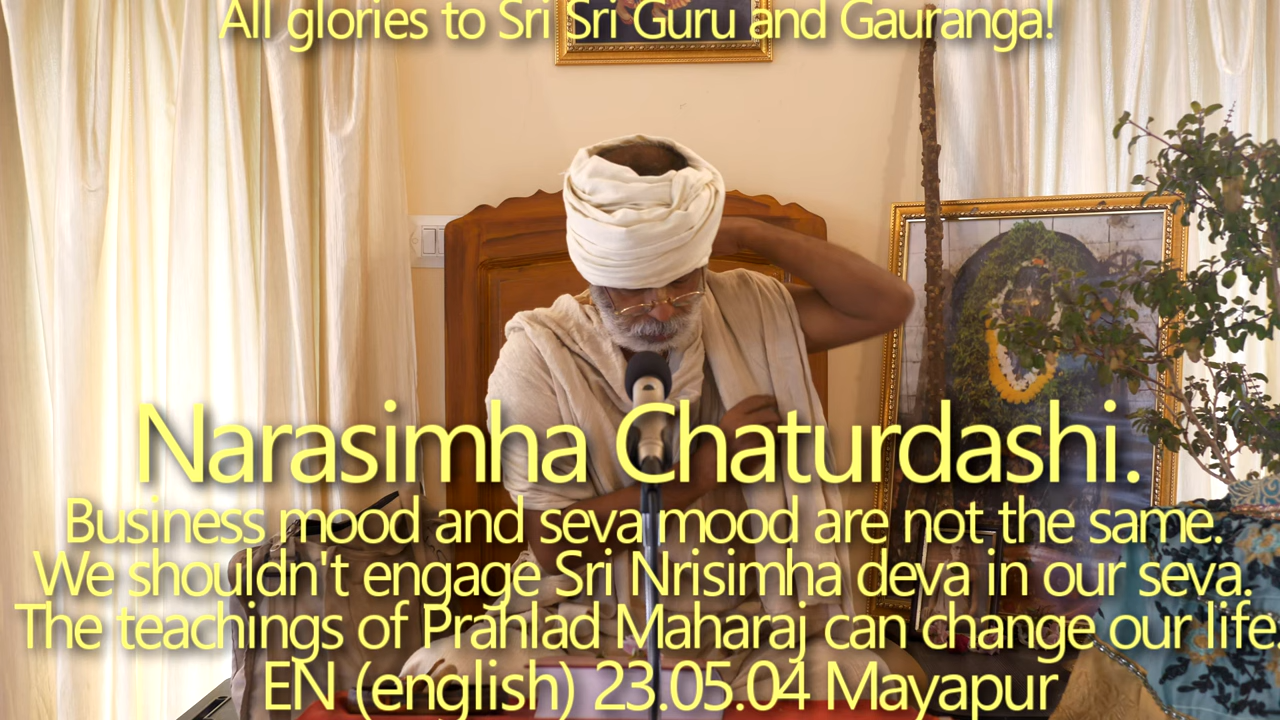 All glories to Sri Sri Guru and Gauranga!
Narasimha Chaturdashi.
Business mood and seva mood are not the same.
We shouldn't engage Sri Nrisimha deva in our seva.
The teachings of Prahlad Maharaj can change our life.
EN (english) 23.05.04 Mayapur